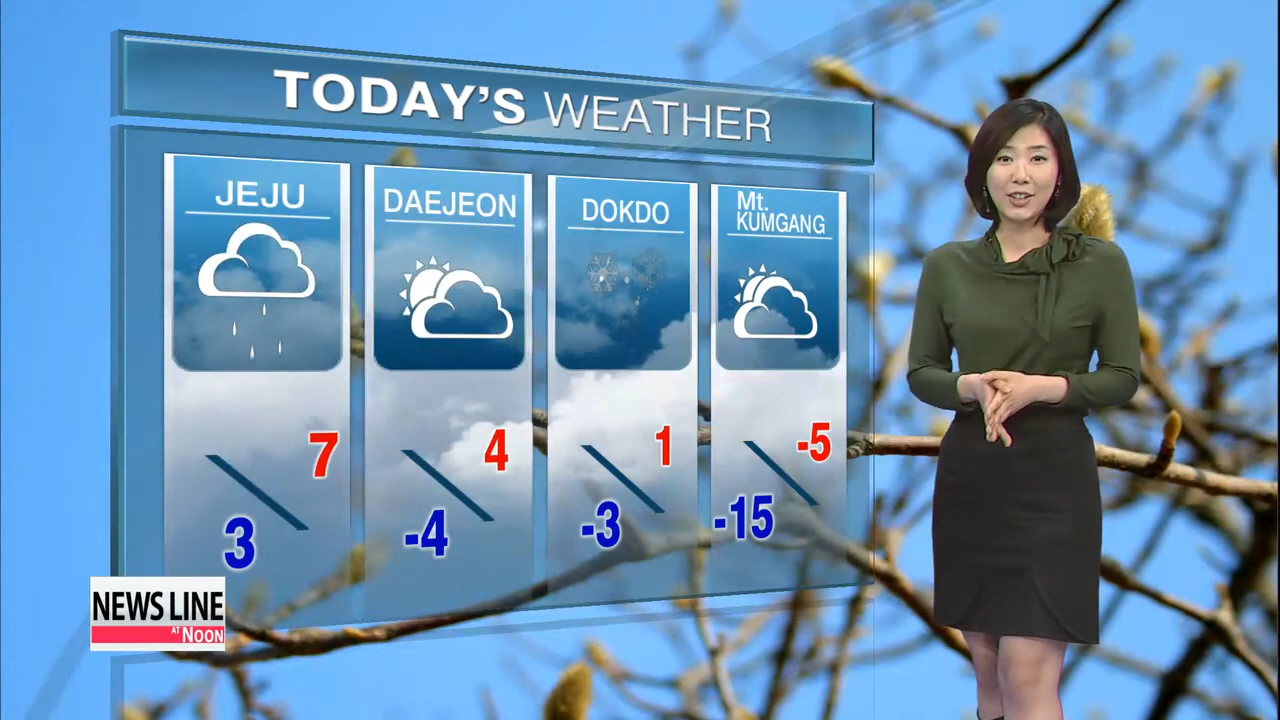 TODAY'S WEATHER
JEJU
7
3
DAEJEON
4
-4
DOKDO
1
-3
Mt.
KUMGANG
-5
-15
NEWS LINE
AT NOON